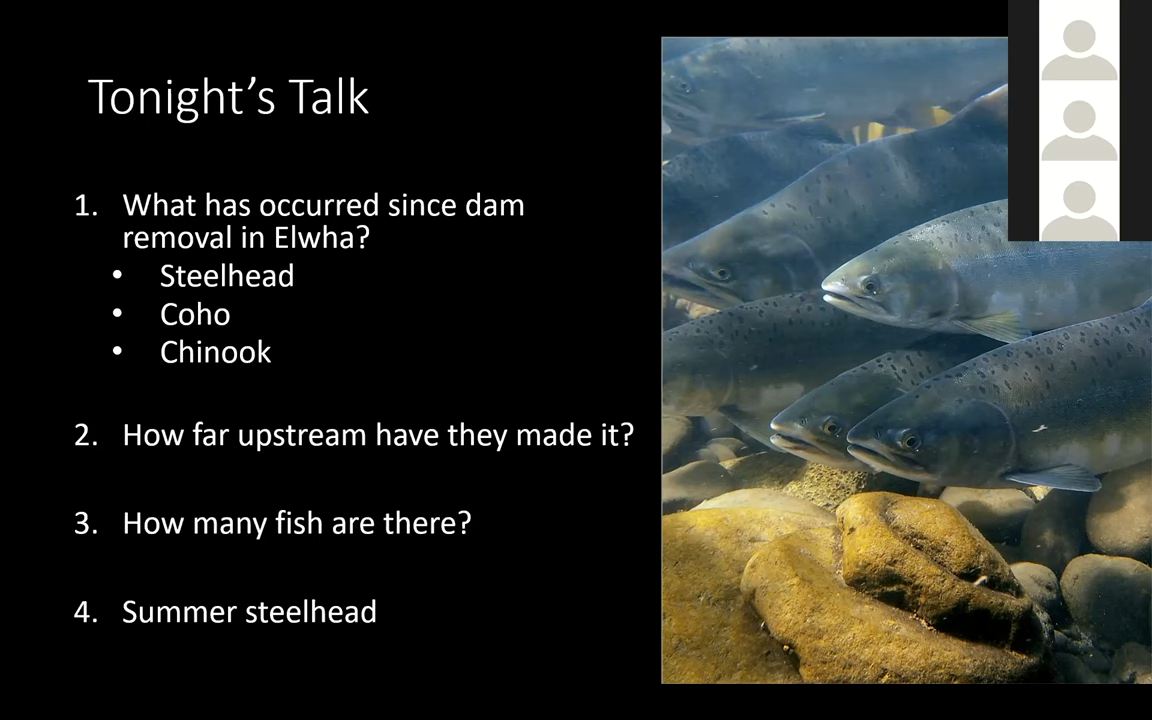 Tonight’s Talk
1. What has occurred since dam
removal in Elwha?
• Steelhead
• Coho
• Chinook
2. How far upstream have they made it?
3. How many fish are there?
4. Summer steelhead